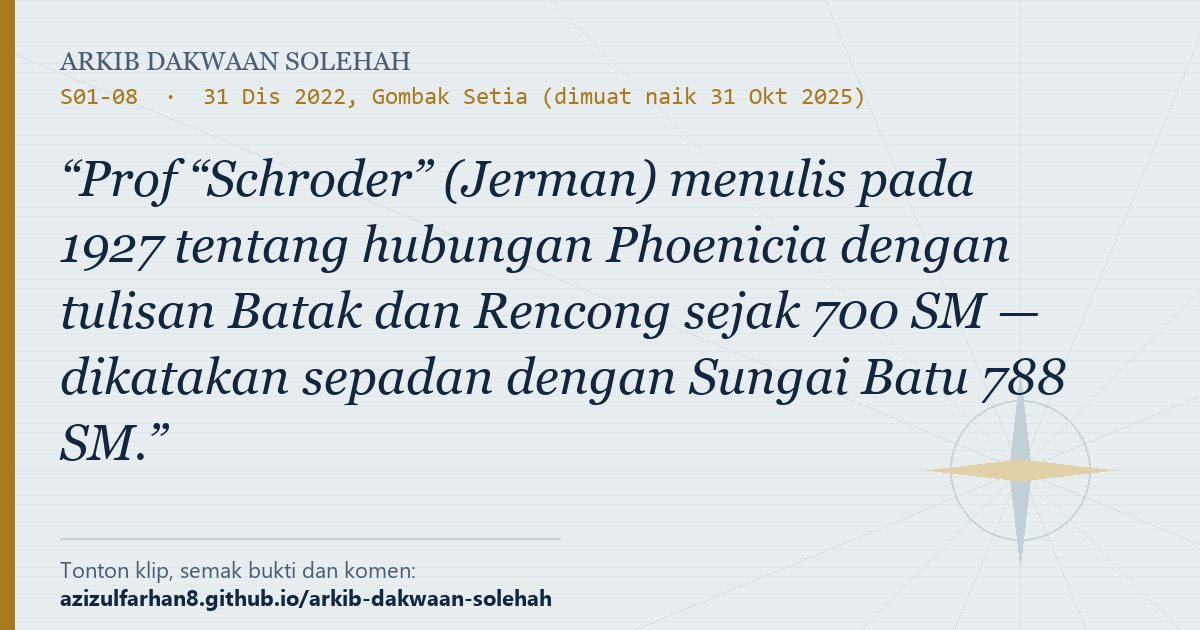 ARKIB DAKWAAN SOLEHAH
S01-08 · 31 Dis 2022, Gombak Setia (dimuat naik 31 Okt 2025)
“Prof “Schroder” (Jerman) menulis pada
1927 tentang hubungan Phoenicia dengan
tulisan Batak dan Rencong sejak 700 SM —
dikatakan sepadan dengan Sungai Batu 788
SM.”
Tonton klip, semak bukti dan komen:
azizulfarhan8.github.io/arkib-dakwaan-solehah